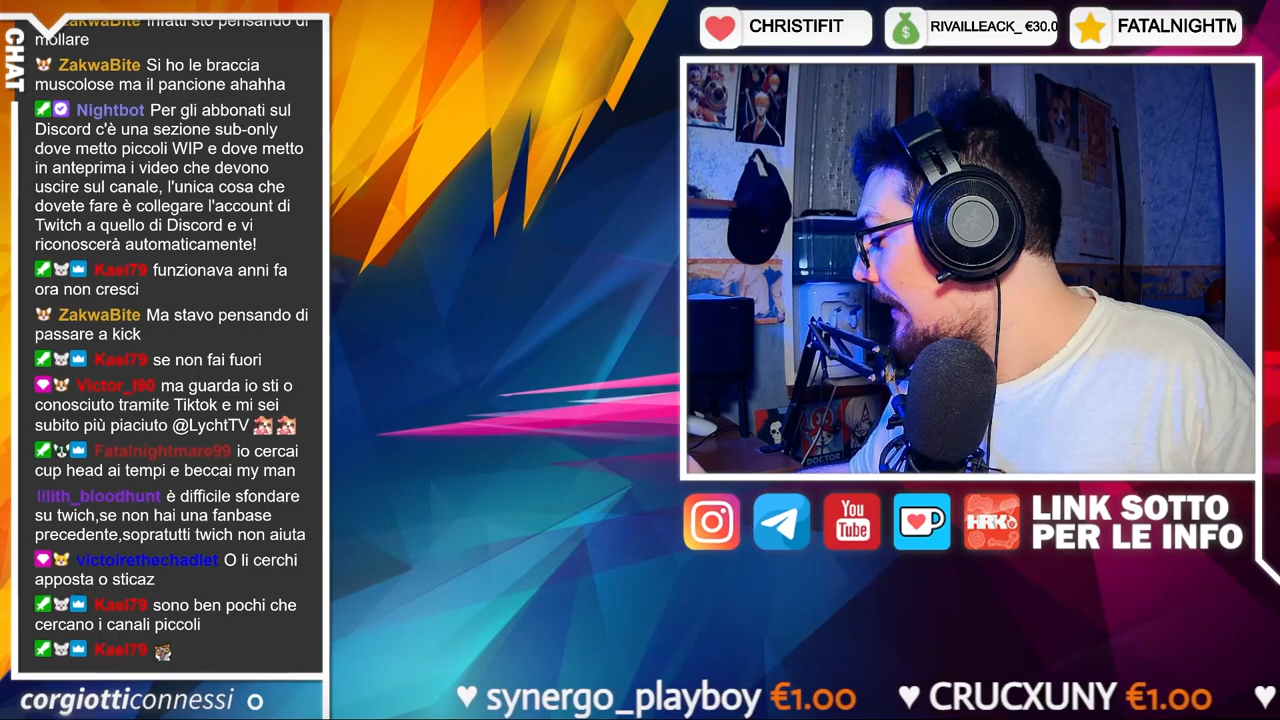 ZakwaBite Infatti sto pensando di
mollare
ZakwaBite Si ho le braccia
muscolose ma il pancione ahahha
Nightbot Per gli abbonati sul
Discord c'è una sezione sub-only
dove metto piccoli WIP e dove metto
in anteprima i video che devono
uscire sul canale, l'unica cosa che
dovete fare è collegare l'account di
Twitch a quello di Discord e vi
riconoscerà automaticamente!
Kael79 funzionava anni fa
ora non cresci
ZakwaBite Ma stavo pensando di
passare a kick
Kael79 se non fai fuori
Victor_I90 ma guarda io sti o
conosciuto tramite Tiktok e mi sei
subito più piaciuto @LychtTV
Fatalnightmare99 io cercai
cup head ai tempi e beccai my man
lilith_bloodhunt è difficile sfondare
su twich,se non hai una fanbase
precedente,sopratutti twich non aiuta
victoirethechadlet O li cerchi
apposta o sticaz
Kael79 sono ben pochi che
cercano i canali piccoli
Kael79
CHAT
corgiotticonnessi
CHRISTIFIT
RIVAILLEACK_ €30.0
FATALNIGHTM
DOCTOR
You
Tube
HRK
LINK SOTTO
PER LE INFO
synergo_playboy €1.00
CRUCXUNY €1.00